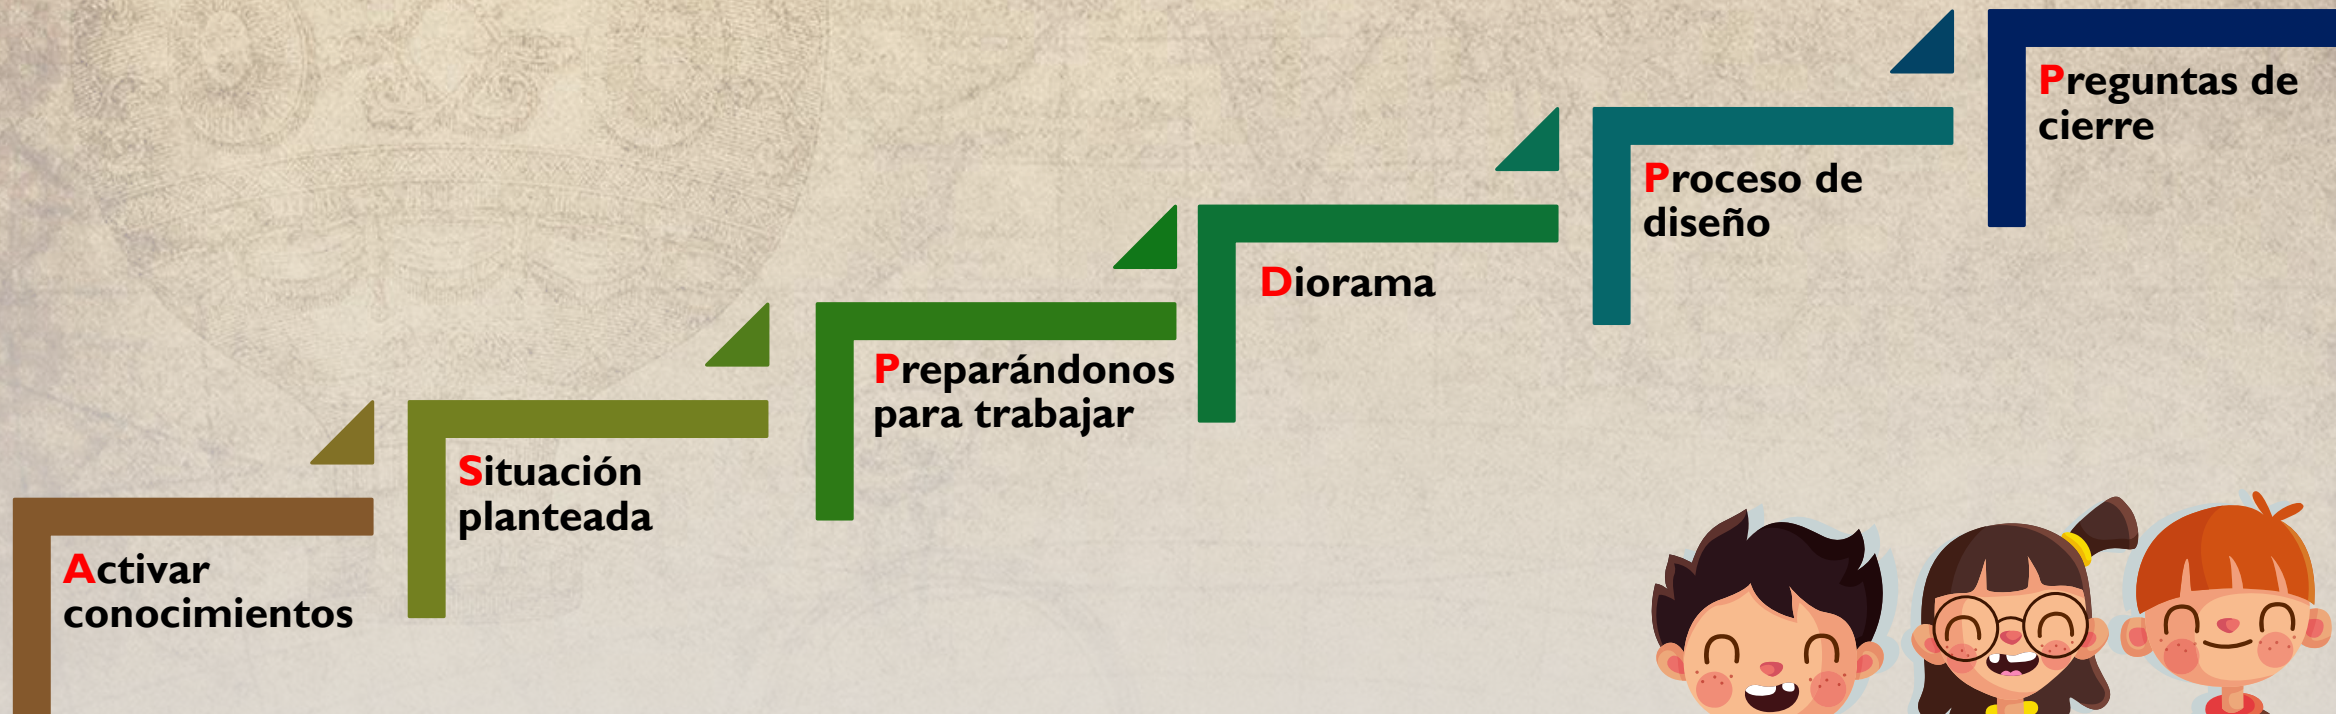 Activar
conocimientos
Situación
planteada
Preparándonos
para trabajar
Diorama
Proceso de
diseño
Preguntas de
cierre